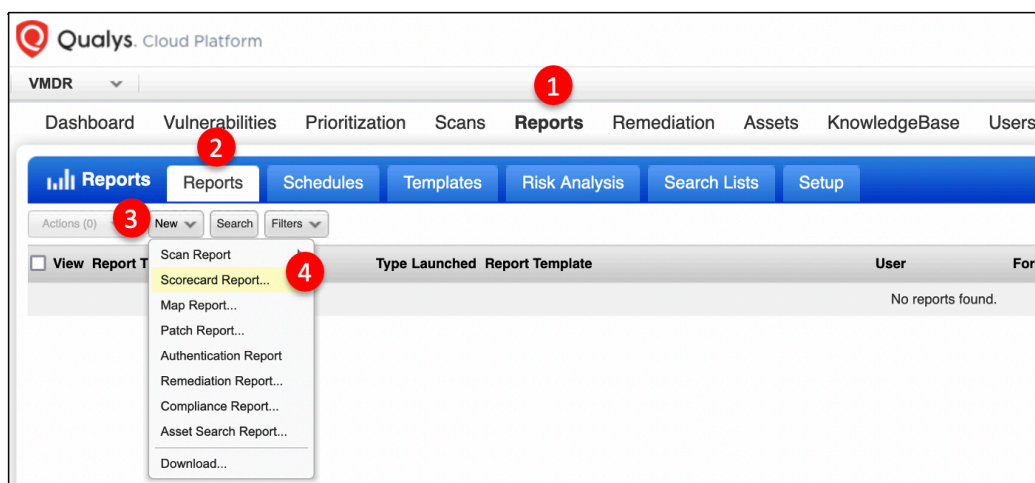 Qualys. Cloud Platform
VMDR
1
Dashboard Vulnerabilities Prioritization Scans Reports Remediation Assets KnowledgeBase Users
2
Reports Reports Schedules Templates Risk Analysis Search Lists Setup
Actions (0) 3 New Search Filters
View Report T Type Launched Report Template User For
No reports found.
Scan Report
4
Scorecard Report...
Map Report...
Patch Report...
Authentication Report
Remediation Report...
Compliance Report...
Asset Search Report...
Download...